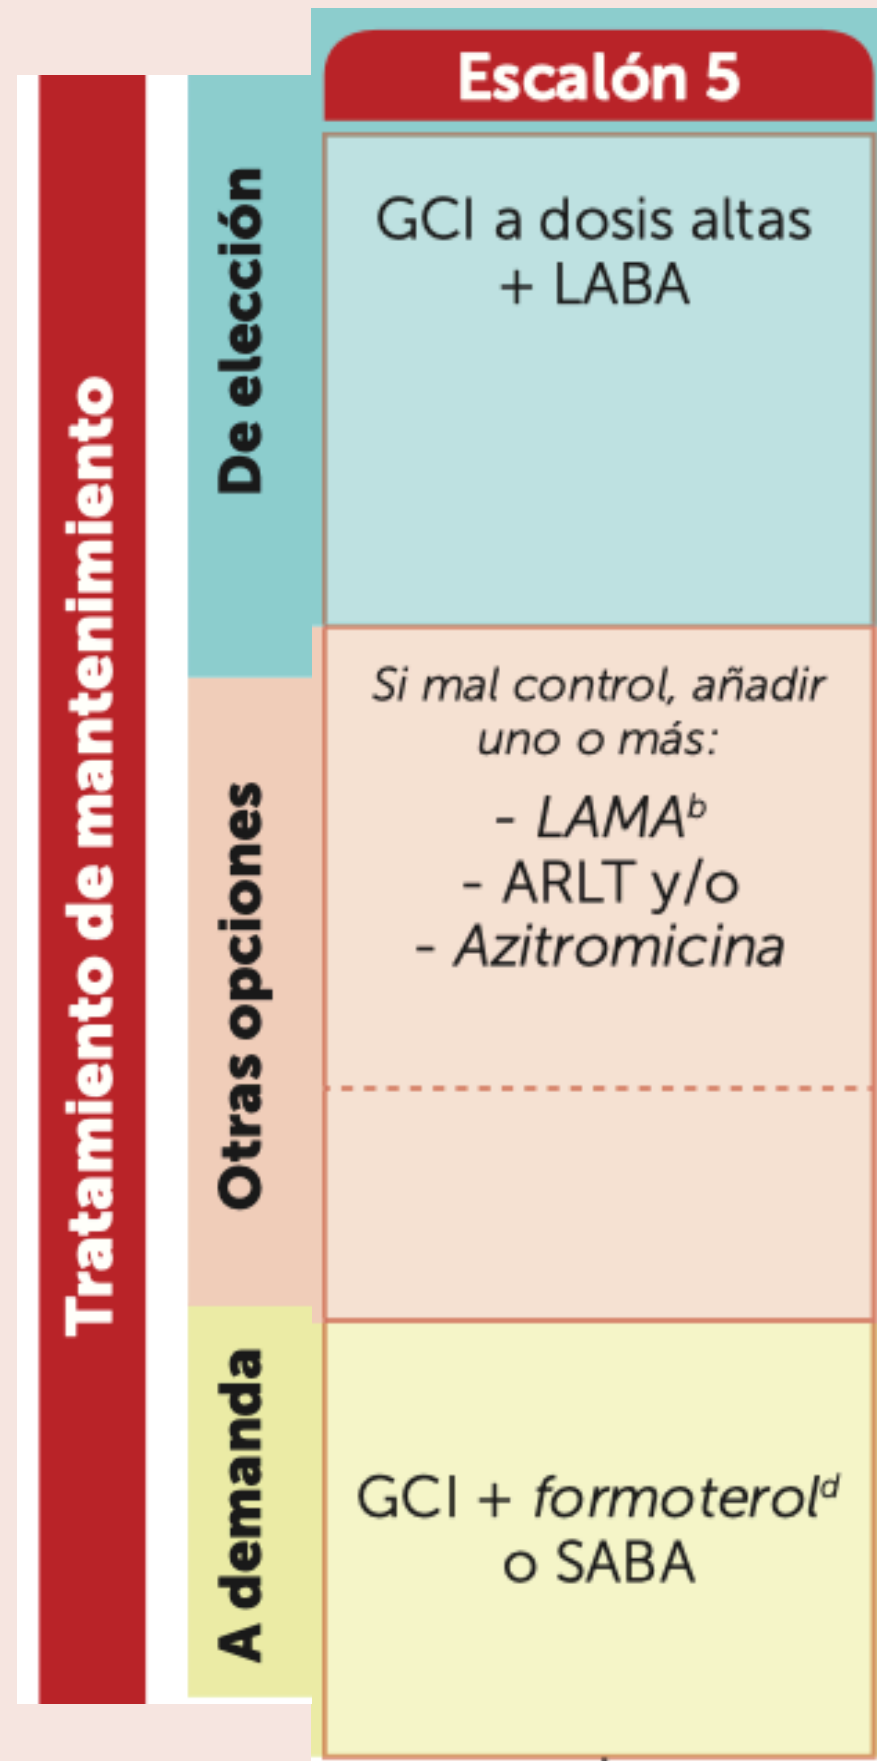 Escalón 5
Tratamiento de mantenimiento
De elección
GCI a dosis altas
+ LABA
Otras opciones
Si mal control, añadir
uno o más:
- LAMAᵇ
- ARLT y/o
- Azitromicina
A demanda
GCI + formoterolᵈ
o SABA